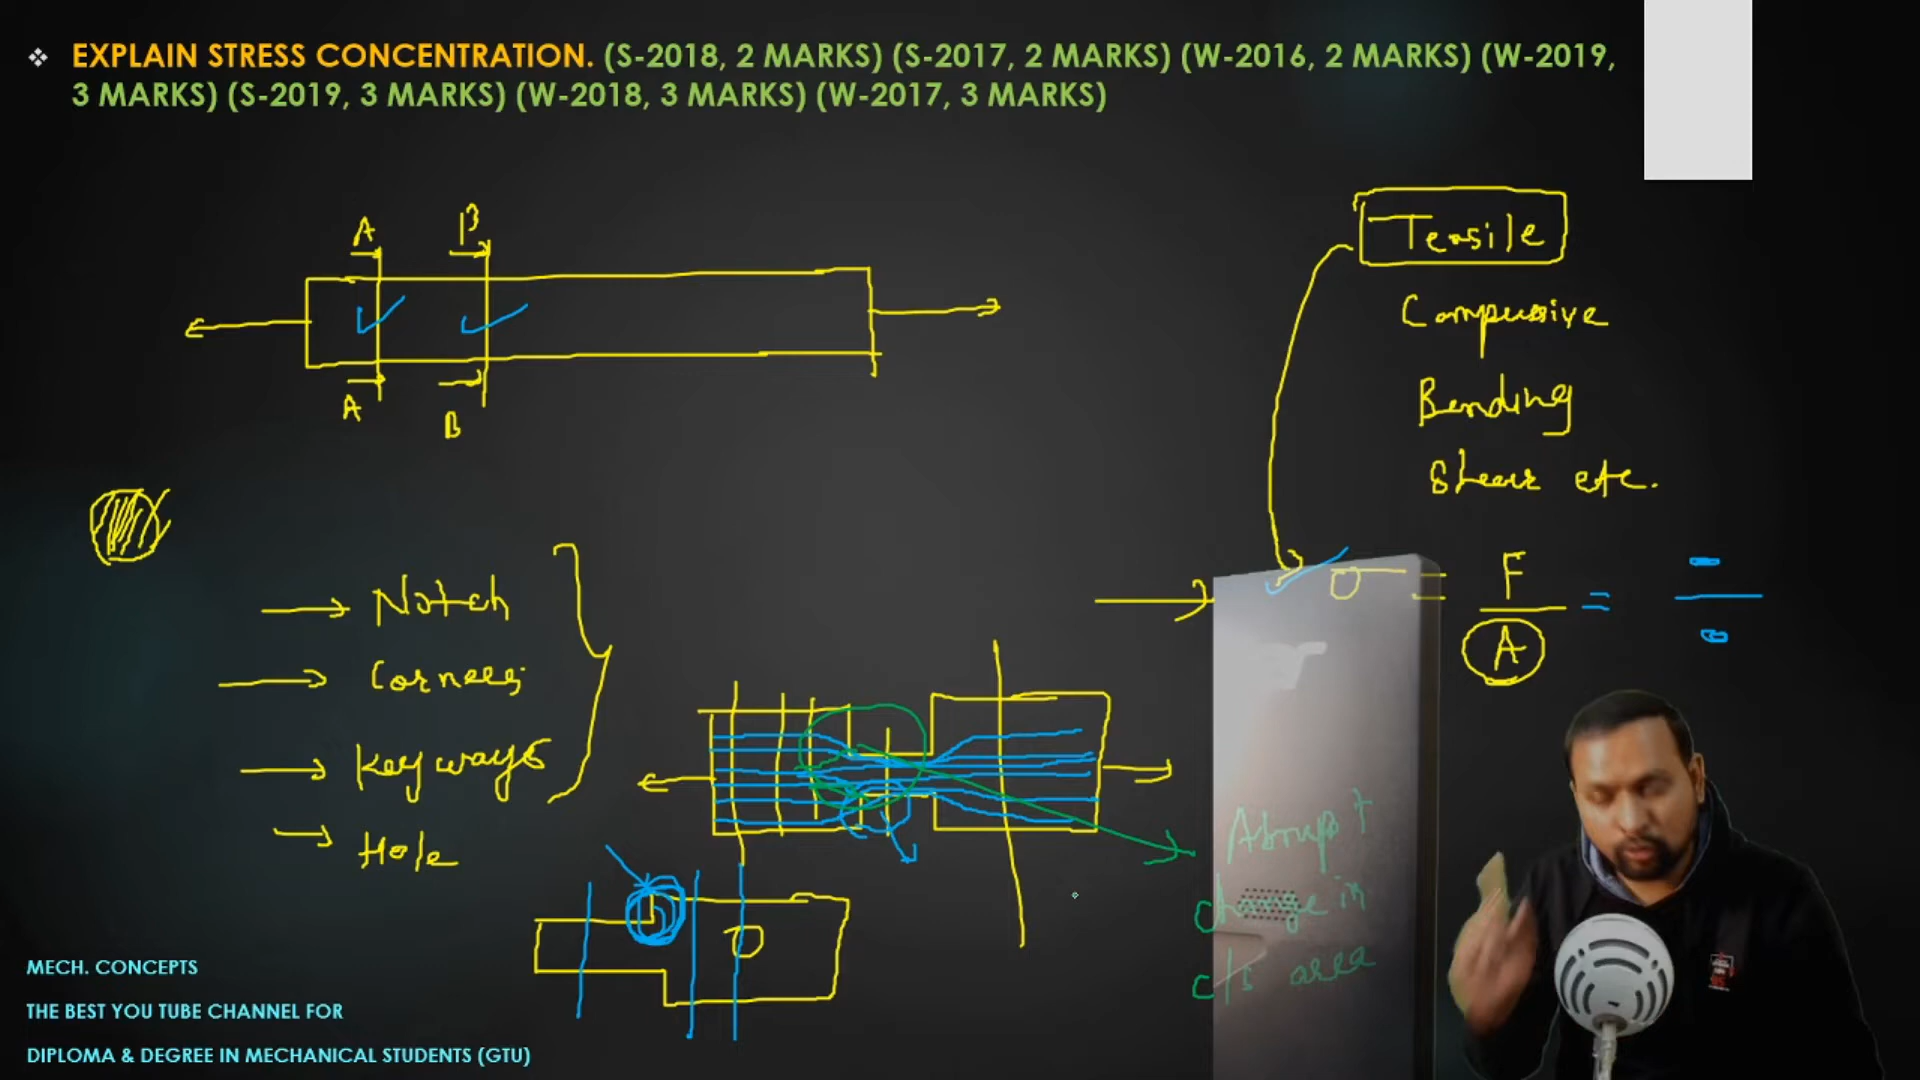 ❖ EXPLAIN STRESS CONCENTRATION. (S-2018, 2 MARKS) (S-2017, 2 MARKS) (W-2016, 2 MARKS) (W-2019,
3 MARKS) (S-2019, 3 MARKS) (W-2018, 3 MARKS) (W-2017, 3 MARKS)
A B
A B
Tensile
Compressive
Bending
Shear etc.
σ = F / A =
Notch
Corners
Keyways
Hole
Abrupt
change in
c/s area
MECH. CONCEPTS
THE BEST YOU TUBE CHANNEL FOR
DIPLOMA & DEGREE IN MECHANICAL STUDENTS (GTU)